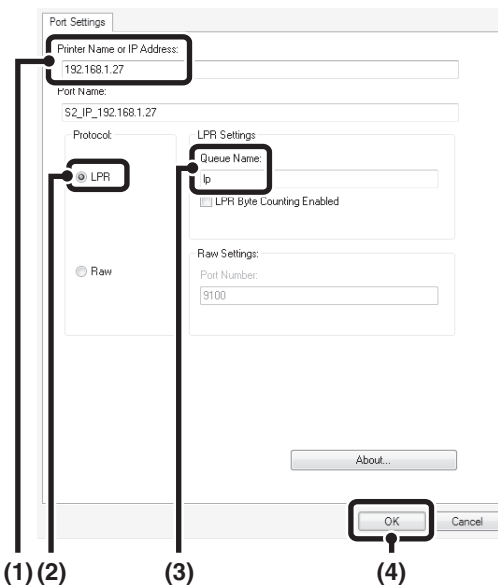 Port Settings
Printer Name or IP Address:
192.168.1.27
Port Name:
S2_IP_192.168.1.27
Protocol:
LPR Settings
LPR
Queue Name:
lp
LPR Byte Counting Enabled
Raw
Raw Settings:
Port Number:
9100
About...
OK
Cancel
(1) (2) (3) (4)